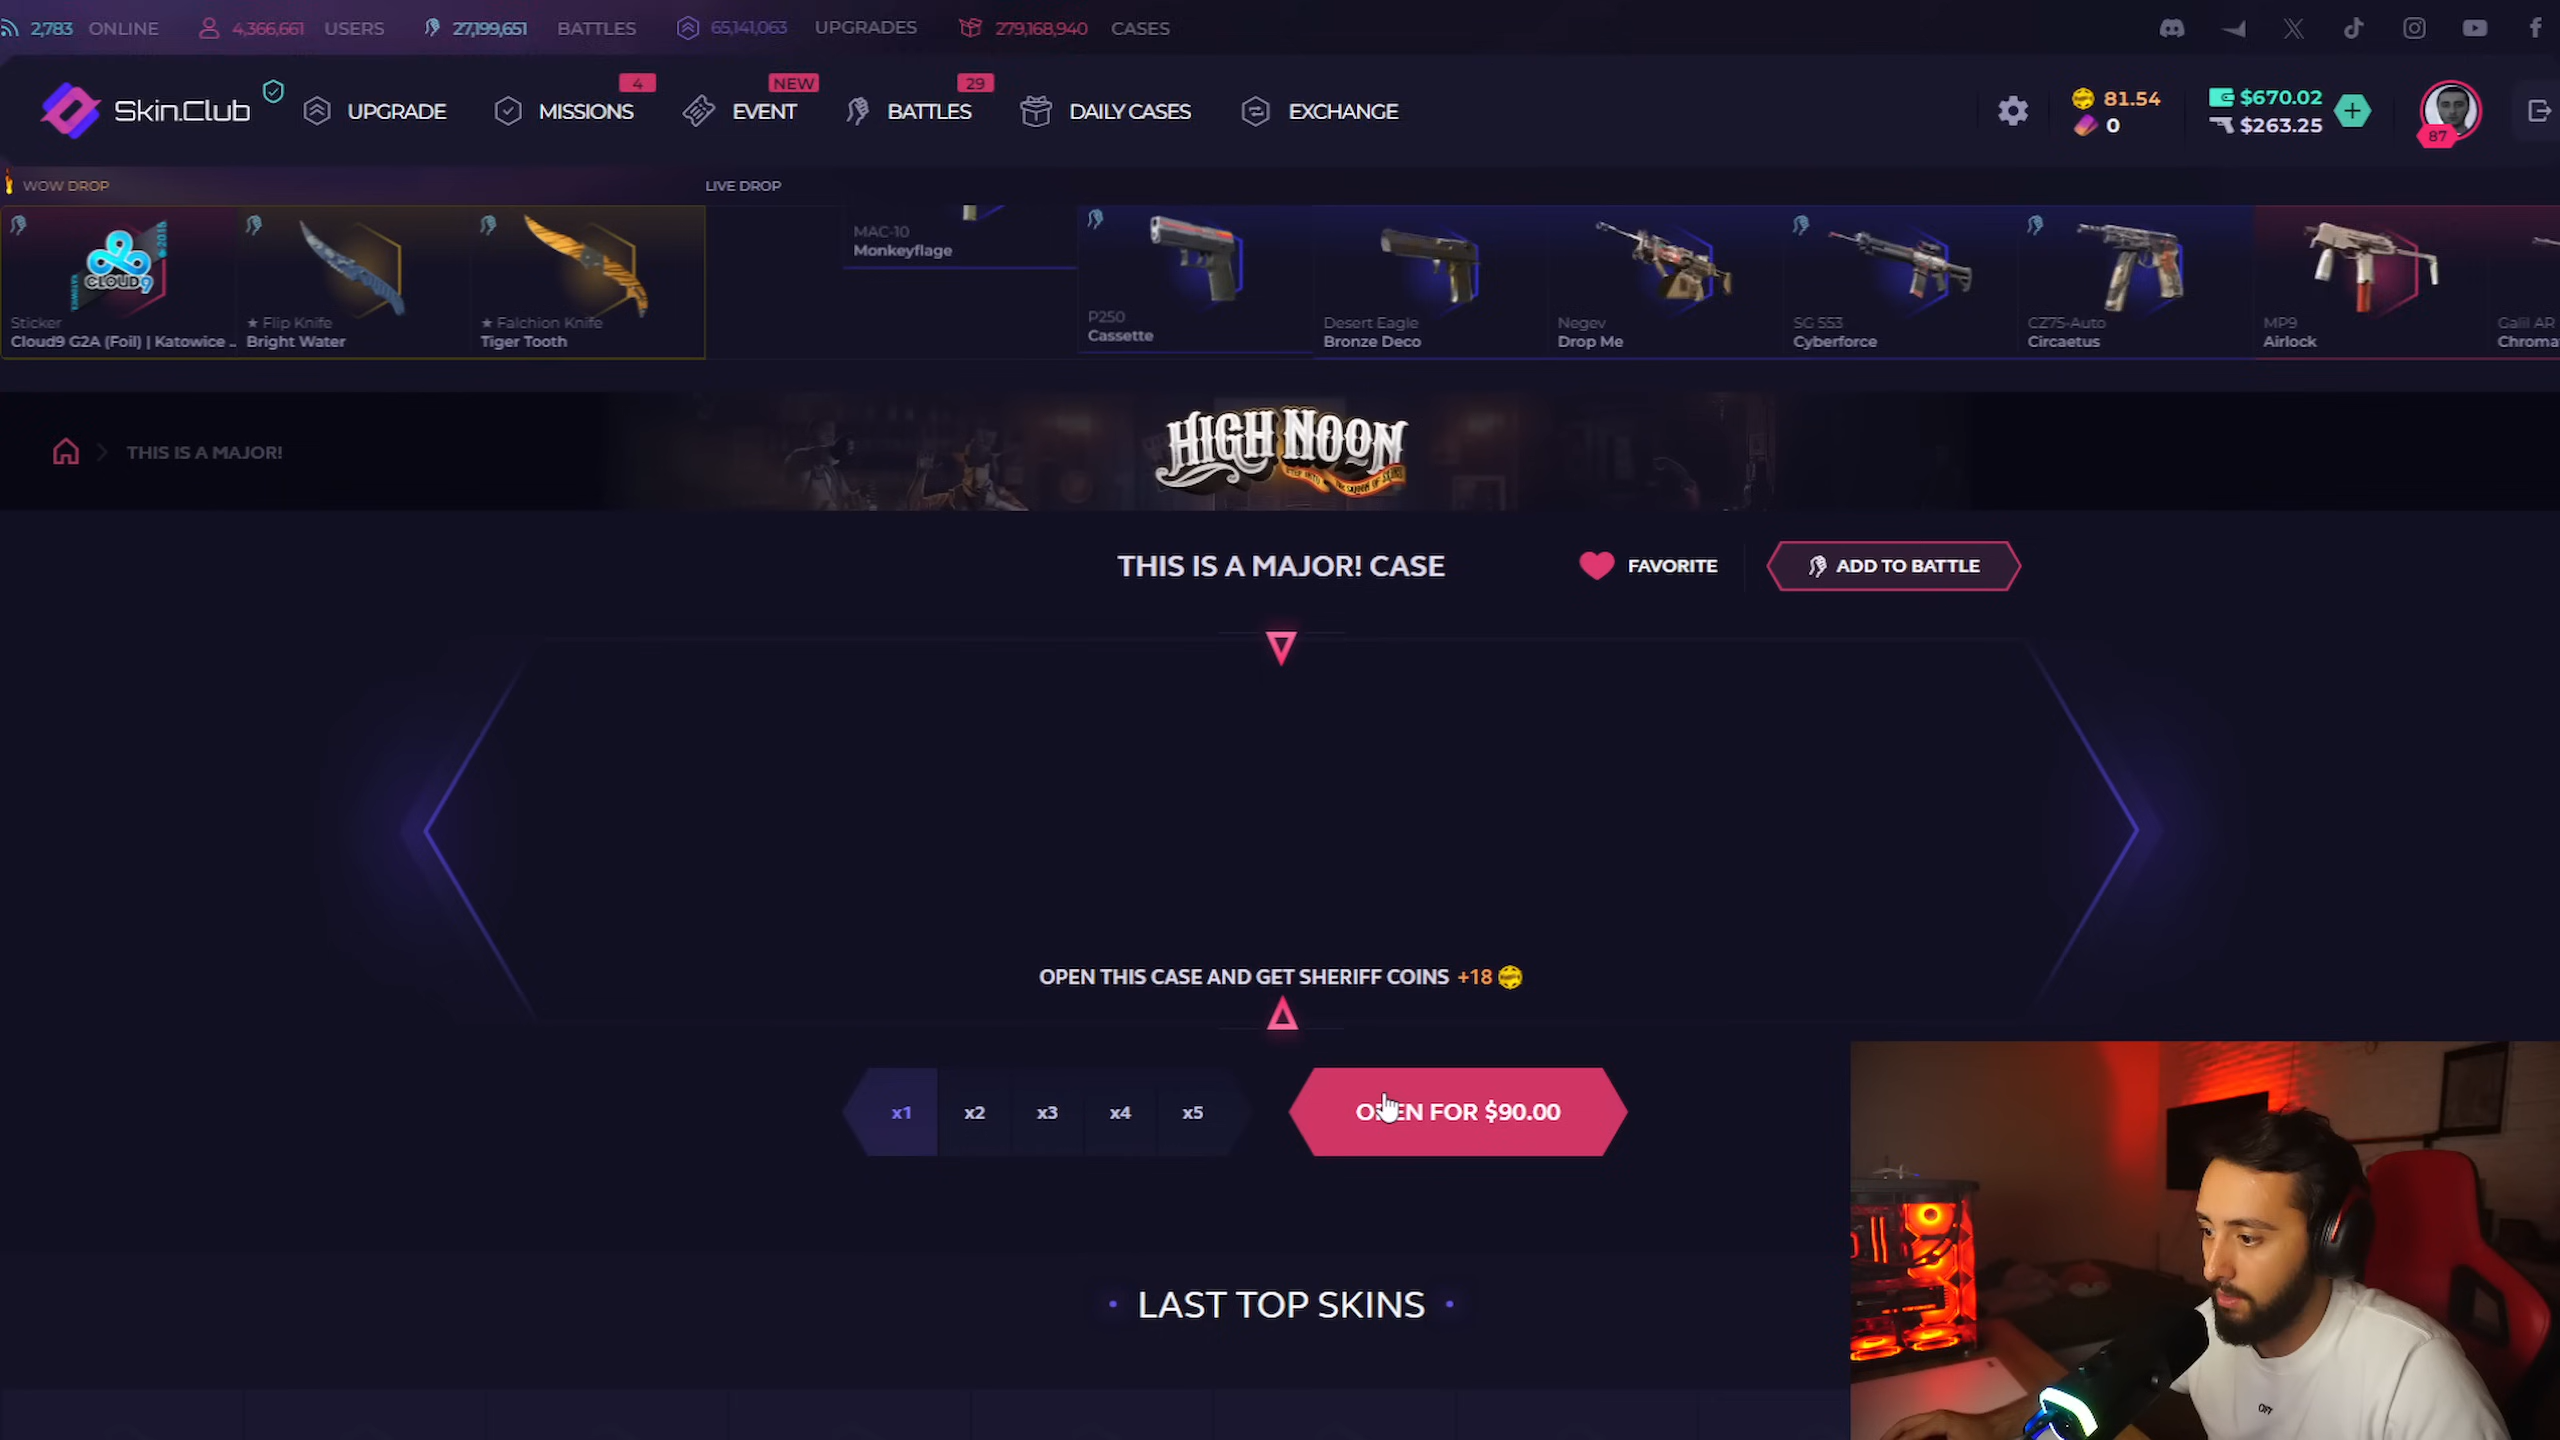 2,783 ONLINE 4,366,661 USERS 27,199,651 BATTLES 65,141,063 UPGRADES 279,168,940 CASES
Skin.Club UPGRADE MISSIONS 4 EVENT NEW BATTLES 29 DAILY CASES EXCHANGE
81.54 $670.02
0 $263.25
87
WOW DROP LIVE DROP
Sticker
Cloud9 G2A (Foil) | Katowice ..
★ Flip Knife
Bright Water
★ Falchion Knife
Tiger Tooth
MAC-10
Monkeyflage
P250
Cassette
Desert Eagle
Bronze Deco
Negev
Drop Me
SG 553
Cyberforce
CZ75-Auto
Circaetus
MP9
Airlock
Galil AR
Chroma
CLOUD9
HIGH NOON
THIS IS A MAJOR!
THIS IS A MAJOR! CASE FAVORITE ADD TO BATTLE
OPEN THIS CASE AND GET SHERIFF COINS +18
x1 x2 x3 x4 x5 OPEN FOR $90.00
LAST TOP SKINS
OFF